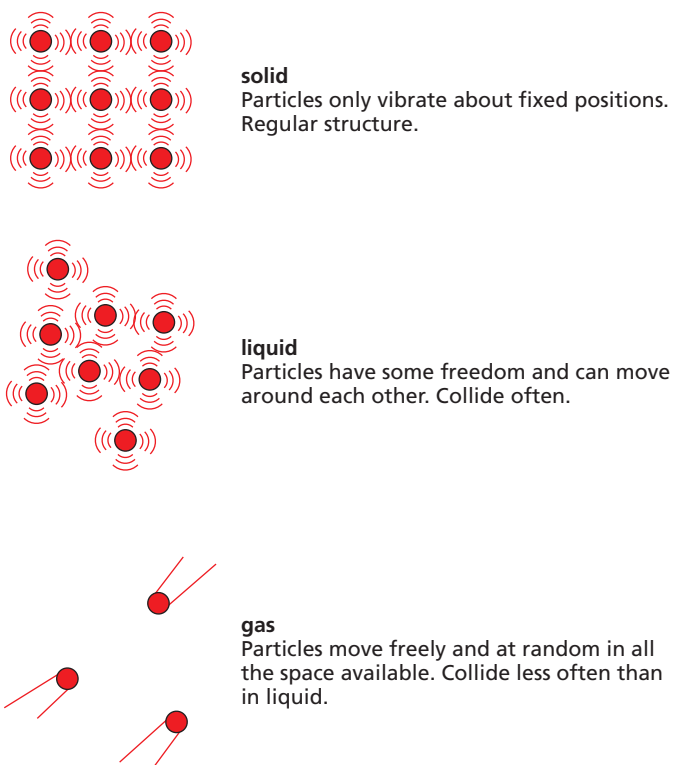 solid
Particles only vibrate about fixed positions.
Regular structure.
liquid
Particles have some freedom and can move
around each other. Collide often.
gas
Particles move freely and at random in all
the space available. Collide less often than
in liquid.